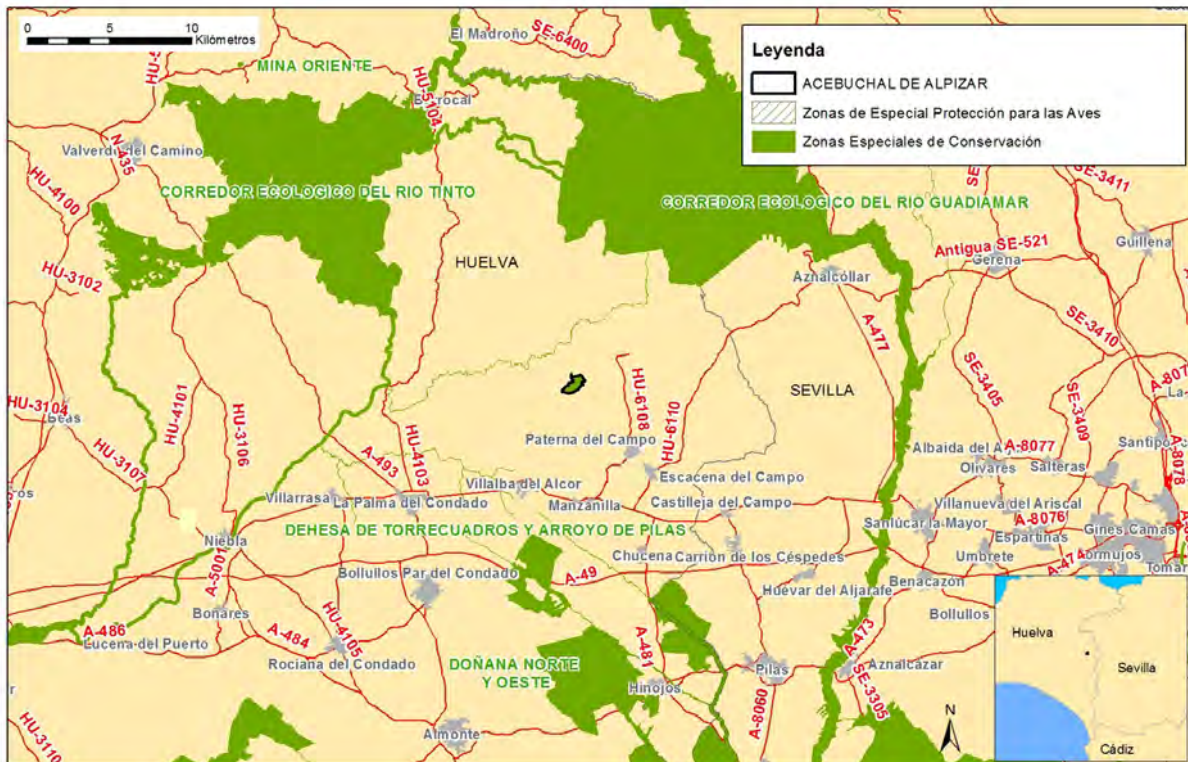 0 5 10
Kilómetros
El Madroño
SE-6400
MINA ORIENTE
HU-5104
Berrocal
N-435
Valverde del Camino
HU-4100
CORREDOR ECOLOGICO DEL RIO TINTO
CORREDOR ECOLOGICO DEL RIO GUADIAMAR
Leyenda
ACEBUCHAL DE ALPIZAR
Zonas de Especial Protección para las Aves
Zonas Especiales de Conservación
SE-3411
Guillena
Antigua SE-521
Gerena
HU-3102
HUELVA
Aznalcóllar
A-477
SE-3410
SEVILLA
SE-3405
SE-3409
HU-3104
Beas
HU-4101
HU-3106
HU-3107
A-493
HU-4103
HU-6108
HU-6110
Paterna del Campo
Escacena del Campo
A-8077
Olivares
Salteras
A-8078
Villarrasa
La Palma del Condado
Villalba del Alcor
Manzanilla
Castilleja del Campo
Villanueva del Ariscal
Sanlúcar la Mayor
A-8076
Espartinas
Gines
Camas
Umbrete
A-474
DEHESA DE TORRECUADROS Y ARROYO DE PILAS
Niebla
A-5001
Chucena
Carrión de los Céspedes
A-49
Bollullos Par del Condado
Huévar del Aljarafe
Benacazón
Bollullos
Bonares
A-486
Lucena del Puerto
A-484
HU-4105
Rociana del Condado
DOÑANA NORTE
Y OESTE
A-481
Hinojos
Pilas
A-8060
A-473
Aznalcázar
SE-3305
Almonte
HU-3110
N
Huelva
Sevilla
Cádiz